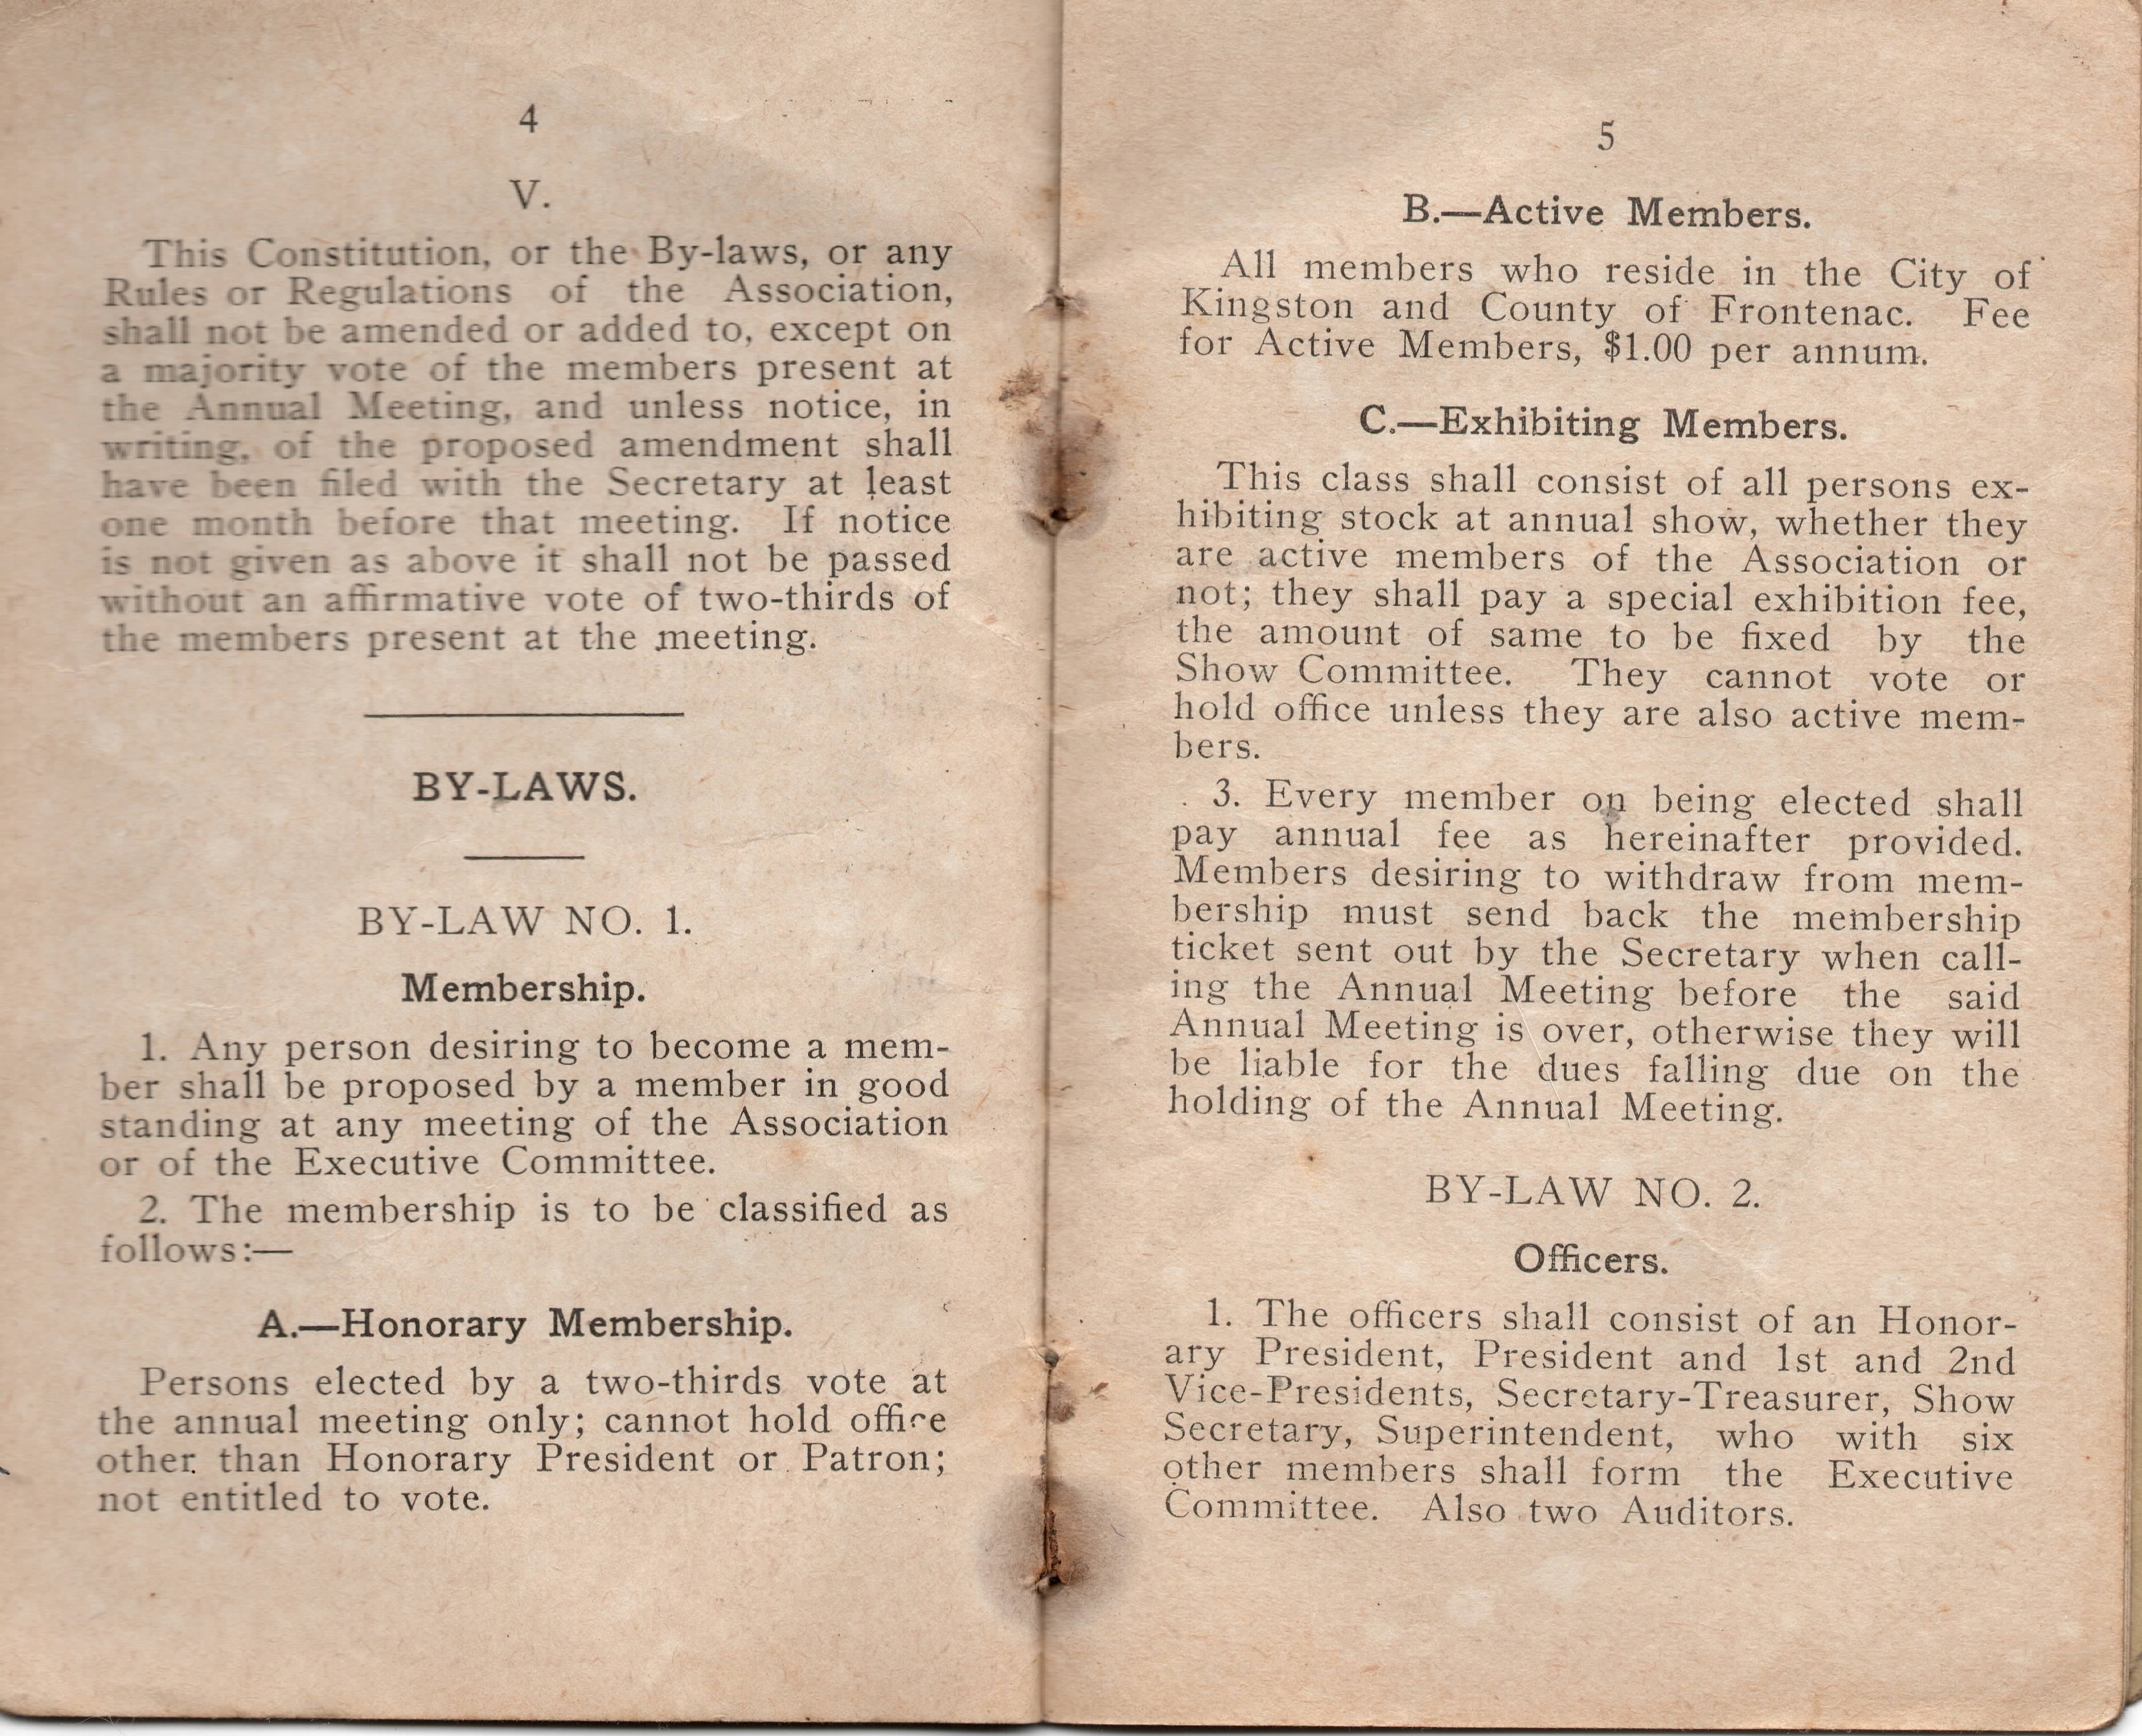 4
V.
This Constitution, or the By-laws, or any
Rules or Regulations of the Association,
shall not be amended or added to, except on
a majority vote of the members present at
the Annual Meeting, and unless notice, in
writing, of the proposed amendment shall
have been filed with the Secretary at least
one month before that meeting. If notice
is not given as above it shall not be passed
without an affirmative vote of two-thirds of
the members present at the meeting.
BY-LAWS.
BY-LAW NO. 1.
Membership.
1. Any person desiring to become a mem-
ber shall be proposed by a member in good
standing at any meeting of the Association
or of the Executive Committee.
2. The membership is to be classified as
follows:—
A.—Honorary Membership.
Persons elected by a two-thirds vote at
the annual meeting only; cannot hold office
other than Honorary President or Patron;
not entitled to vote.
5
B.—Active Members.
All members who reside in the City of
Kingston and County of Frontenac. Fee
for Active Members, $1.00 per annum.
C.—Exhibiting Members.
This class shall consist of all persons ex-
hibiting stock at annual show, whether they
are active members of the Association or
not; they shall pay a special exhibition fee,
the amount of same to be fixed by the
Show Committee. They cannot vote or
hold office unless they are also active mem-
bers.
3. Every member on being elected shall
pay annual fee as hereinafter provided.
Members desiring to withdraw from mem-
bership must send back the membership
ticket sent out by the Secretary when call-
ing the Annual Meeting before the said
Annual Meeting is over, otherwise they will
be liable for the dues falling due on the
holding of the Annual Meeting.
BY-LAW NO. 2.
Officers.
1. The officers shall consist of an Honor-
ary President, President and 1st and 2nd
Vice-Presidents, Secretary-Treasurer, Show
Secretary, Superintendent, who with six
other members shall form the Executive
Committee. Also two Auditors.